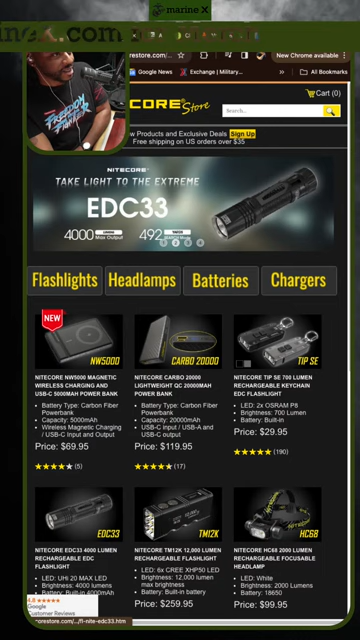 marine X
ne .com
orestore.com/...
New Chrome available
Google News
Exchange | Military...
»
All Bookmarks
FREEDOM
FIGHTER
Cart (0)
CORE Store
Search...
w Products and Exclusive Deals Sign Up
Free shipping on US orders over $35
NITECORE
TAKE LIGHT TO THE EXTREME
EDC33
4000 LUMENS Max Output
492
1 2 3 4
Flashlights
Headlamps
Batteries
Chargers
NEW
NW5000
CARBO 20000
TIP SE
NITECORE NW5000 MAGNETIC
WIRELESS CHARGING AND
USB-C 5000MAH POWER BANK
• Battery Type: Carbon Fiber
Powerbank
• Capacity: 5000mAh
• Wireless Magnetic Charging
/ USB-C Input and Output
Price: $69.95
(5)
NITECORE CARBO 20000
LIGHTWEIGHT QC 20000MAH
POWER BANK
• Battery Type: Carbon Fiber
Powerbank
• Capacity: 20000mAh
• USB-C input / USB-A and
USB-C output
Price: $119.95
(17)
NITECORE TIP SE 700 LUMEN
RECHARGEABLE KEYCHAIN
EDC FLASHLIGHT
• LED: 2x OSRAM P8
• Brightness: 700 Lumen
• Battery: Built-in
Price: $29.95
(190)
EDC33
TM12K
HC68
NITECORE EDC33 4000 LUMEN
RECHARGEABLE EDC
FLASHLIGHT
• LED: UHi 20 MAX LED
• Brightness: 4000 lumens
• Battery: Built-in 4000mAh
NITECORE TM12K 12,000 LUMEN
RECHARGEABLE FLASHLIGHT
• LED: 6x CREE XHP50 LED
• Brightness: 12,000 lumen
max brightness
• Battery: Built-in battery
Price: $259.95
NITECORE HC68 2000 LUMEN
RECHARGEABLE FOCUSABLE
HEADLAMP
• LED: White
• Brightness: 2000 Lumens
• Battery: 18650
Price: $99.95
4.8
Google
Customer Reviews
corestore.com/.../fl-nite-edc33.htm